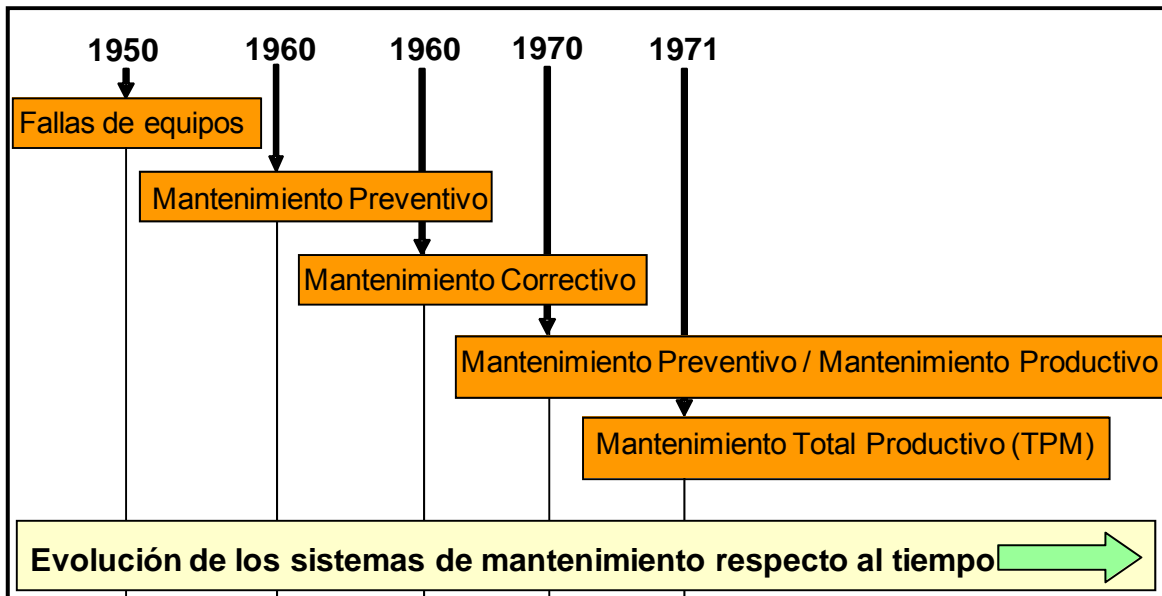 1950 1960 1960 1970 1971
Fallas de equipos
Mantenimiento Preventivo
Mantenimiento Correctivo
Mantenimiento Preventivo / Mantenimiento Productivo
Mantenimiento Total Productivo (TPM)
Evolución de los sistemas de mantenimiento respecto al tiempo